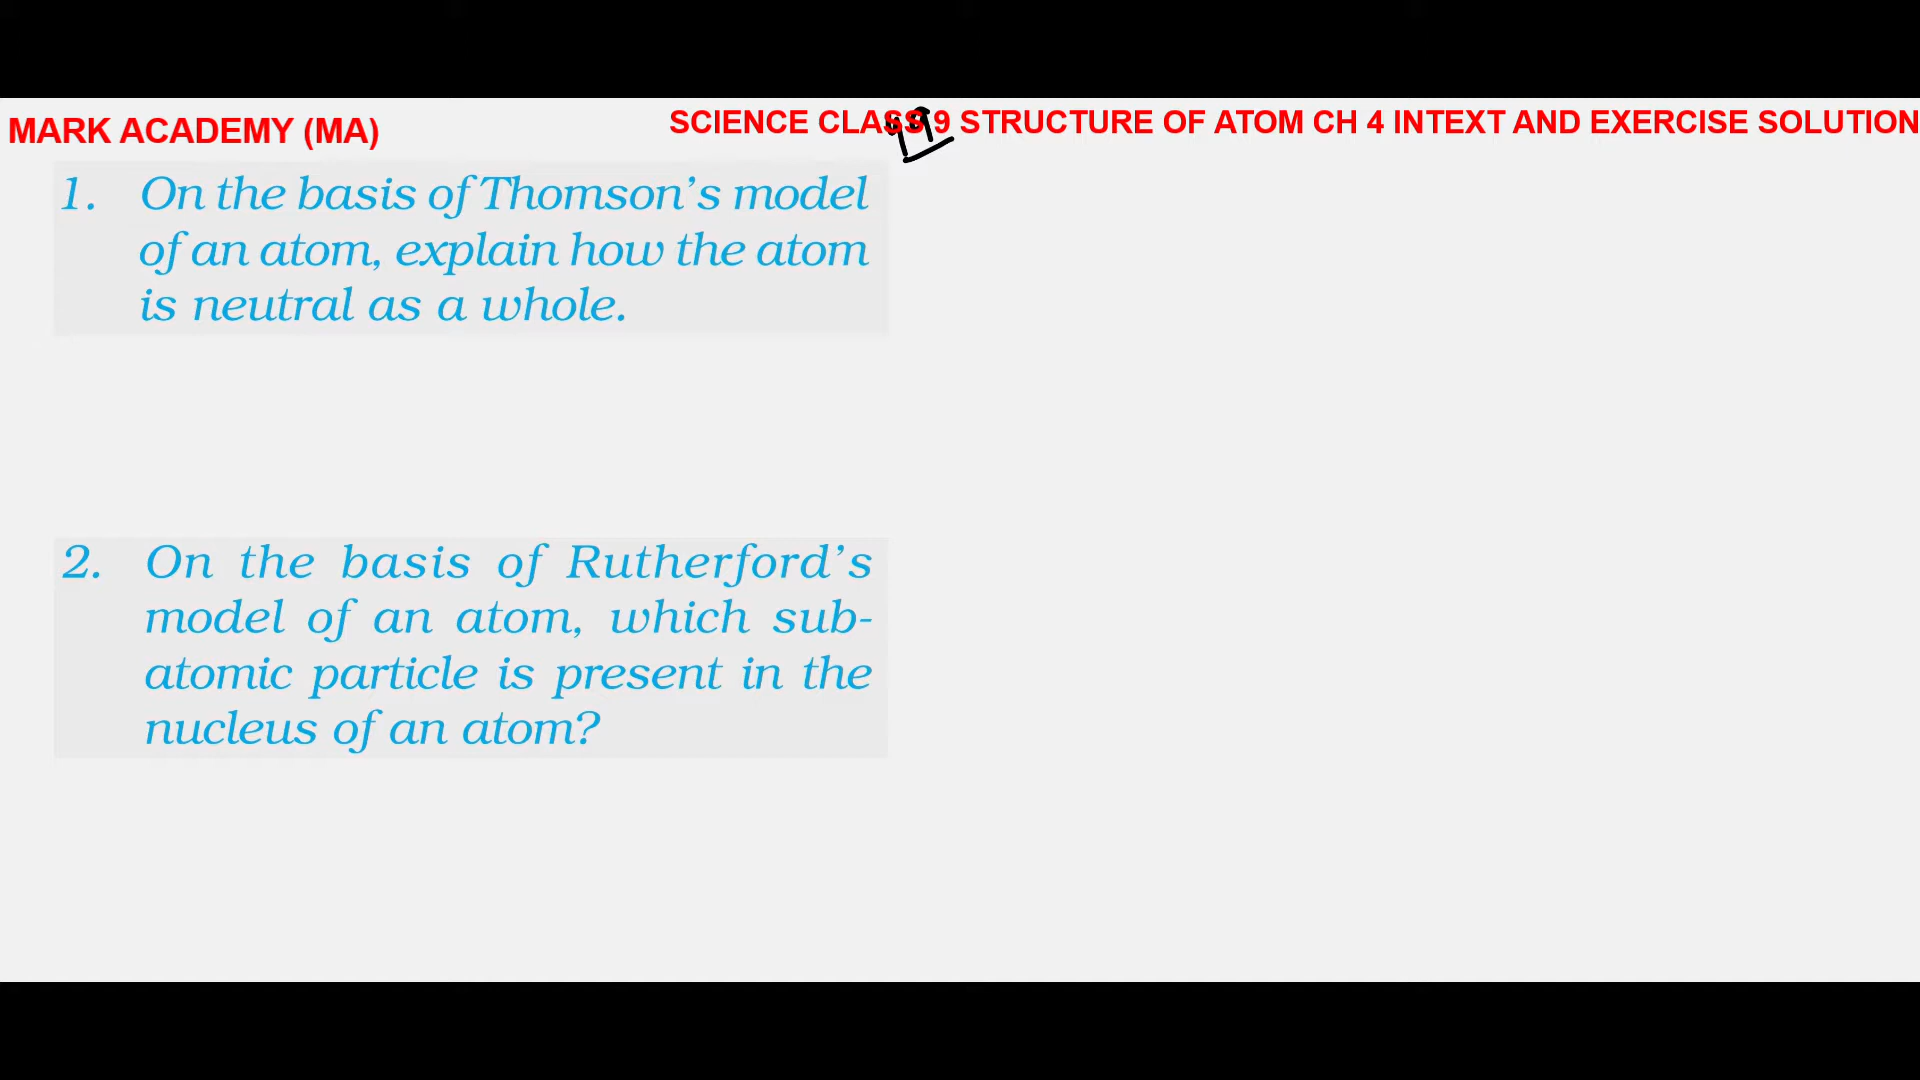 MARK ACADEMY (MA)
SCIENCE CLASS 9 STRUCTURE OF ATOM CH 4 INTEXT AND EXERCISE SOLUTION
1. On the basis of Thomson’s model
of an atom, explain how the atom
is neutral as a whole.
2. On the basis of Rutherford’s
model of an atom, which sub-
atomic particle is present in the
nucleus of an atom?